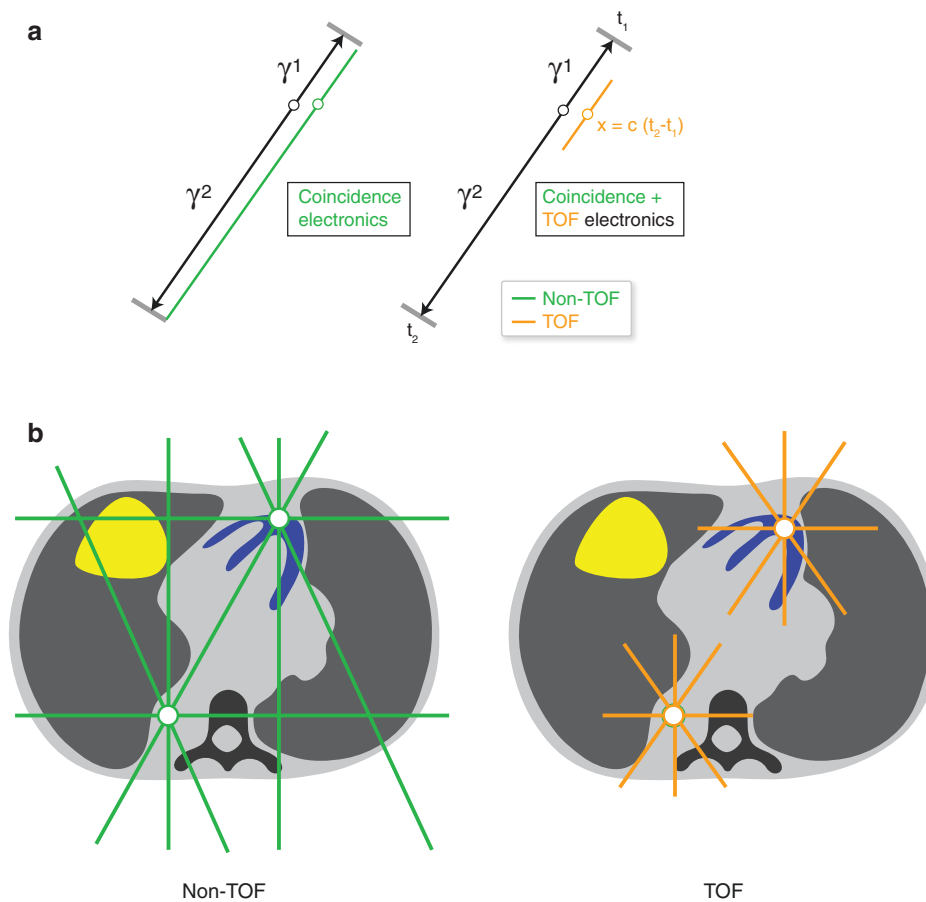 a
γ¹
γ²
Coincidence
electronics
t₁
γ¹
x = c (t₂-t₁)
γ²
Coincidence +
TOF electronics
t₂
Non-TOF
TOF
b
Non-TOF
TOF